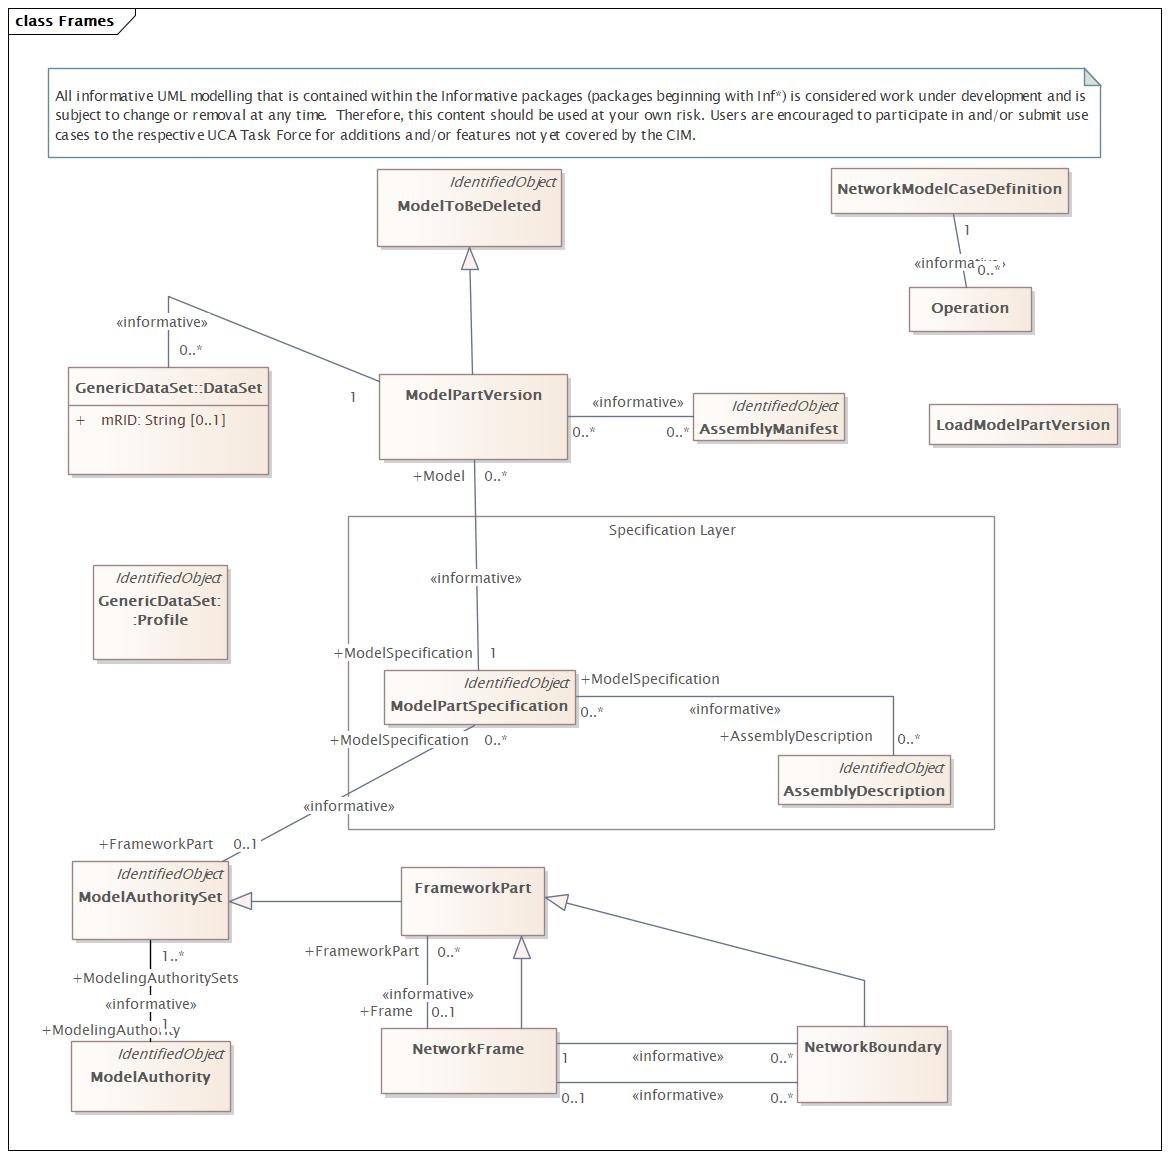 class Frames
All informative UML modelling that is contained within the Informative packages (packages beginning with Inf*) is considered work under development and is
subject to change or removal at any time.  Therefore, this content should be used at your own risk. Users are encouraged to participate in and/or submit use
cases to the respective UCA Task Force for additions and/or features not yet covered by the CIM.
IdentifiedObject
ModelToBeDeleted
NetworkModelCaseDefinition
1
0..*
Operation
«informative»
0..*
GenericDataSet::DataSet
+ mRID: String [0..1]
1
ModelPartVersion
«informative»
0..*
0..*
IdentifiedObject
AssemblyManifest
LoadModelPartVersion
+Model
0..*
Specification Layer
«informative»
IdentifiedObject
GenericDataSet:
:Profile
+ModelSpecification
1
IdentifiedObject
ModelPartSpecification
+ModelSpecification
0..*
«informative»
+AssemblyDescription
0..*
IdentifiedObject
AssemblyDescription
+ModelSpecification
0..*
«informative»
+FrameworkPart
0..1
IdentifiedObject
ModelAuthoritySet
FrameworkPart
1..*
+ModelingAuthoritySets
«informative»
1
+FrameworkPart
0..*
«informative»
+Frame
0..1
IdentifiedObject
ModelAuthority
NetworkFrame
1
«informative»
0..*
0..1
«informative»
0..*
NetworkBoundary